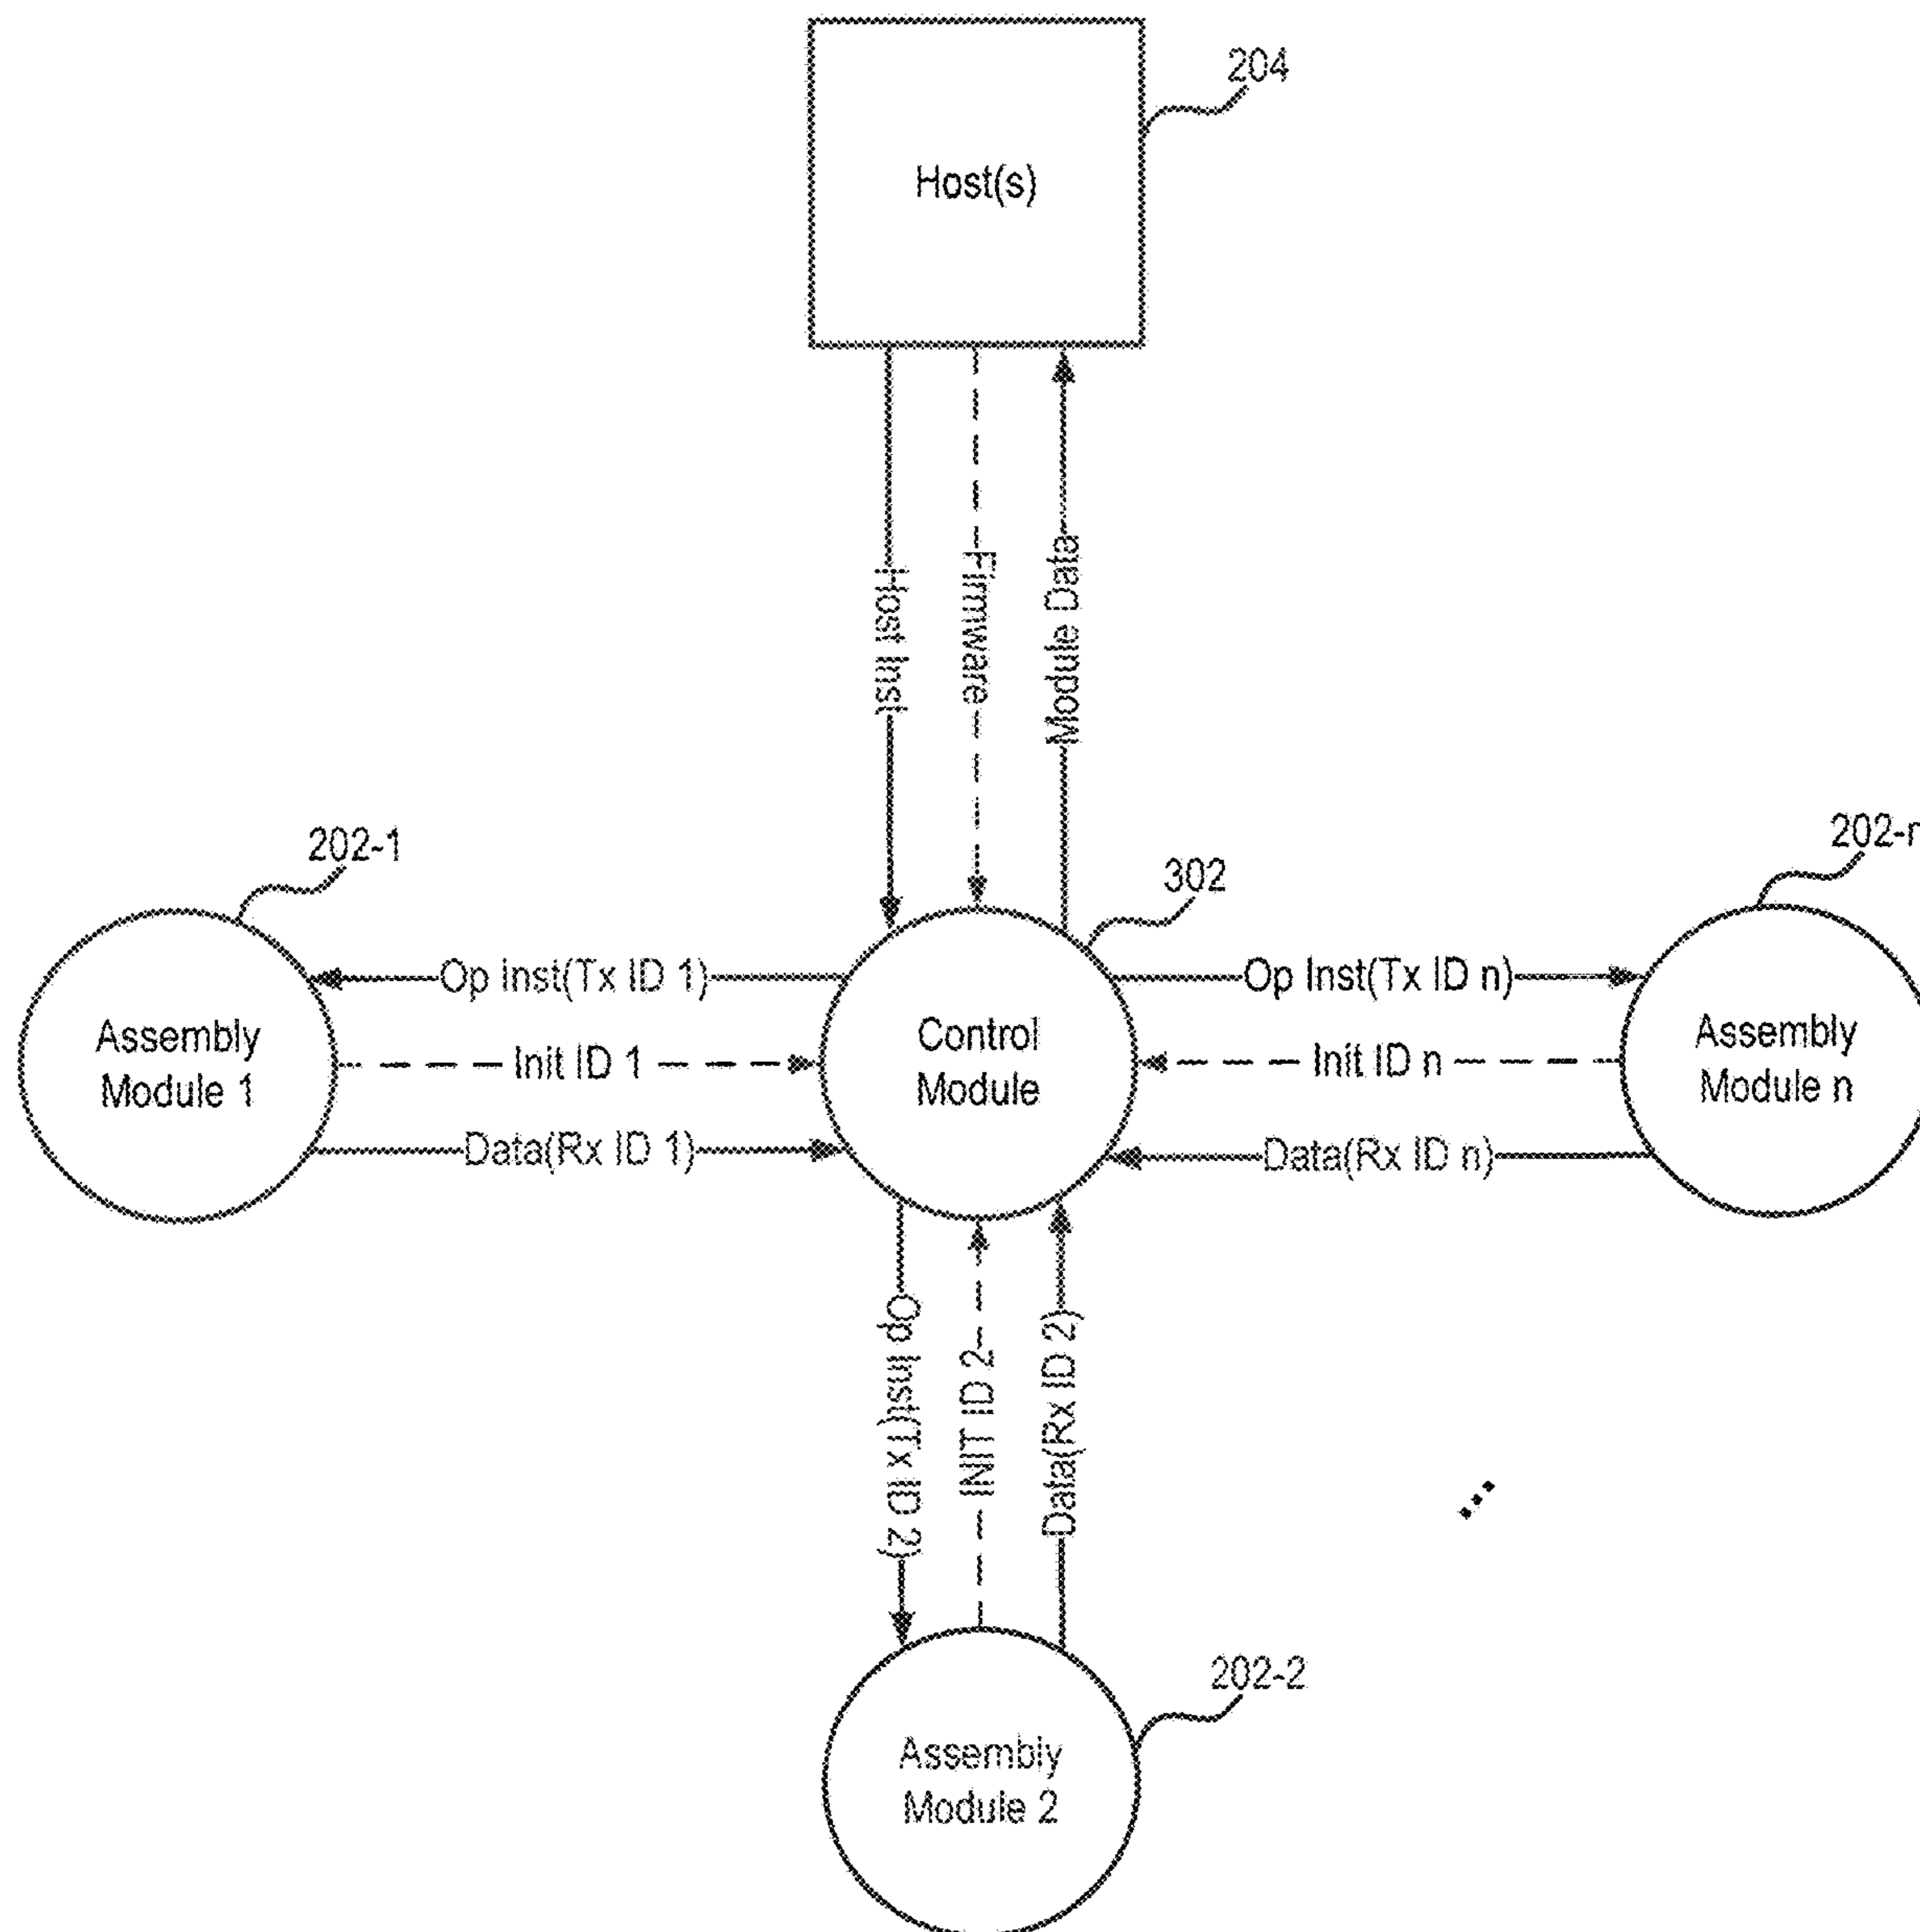 204
Host(s)
Host Inst
Firmware
Module Data
202-1
302
202-n
Op Inst(Tx ID 1)
Op Inst(Tx ID n)
Assembly
Module 1
Init ID 1
Control
Module
Init ID n
Assembly
Module n
Data(Rx ID 1)
Data(Rx ID n)
Op Inst(Tx ID 2)
INIT ID 2
Data(Rx ID 2)
...
202-2
Assembly
Module 2